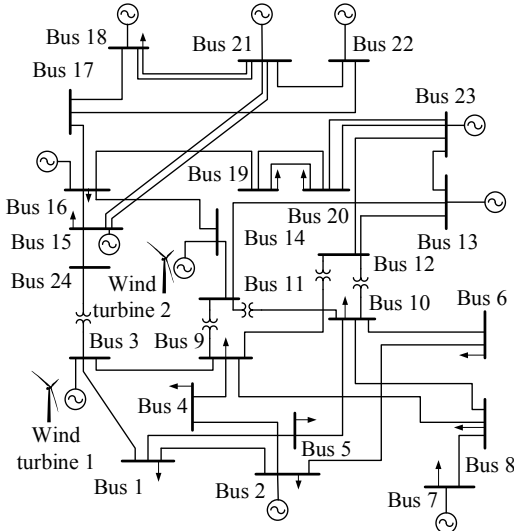 Bus 18
Bus 21
Bus 22
Bus 17
Bus 23
Bus 19
Bus 16
Bus 20
Bus 15
Bus 14
Bus 13
Bus 24
Wind
turbine 2
Bus 12
Bus 11
Bus 10
Bus 6
Bus 3
Bus 9
Bus 4
Wind
turbine 1
Bus 5
Bus 1
Bus 2
Bus 7
Bus 8